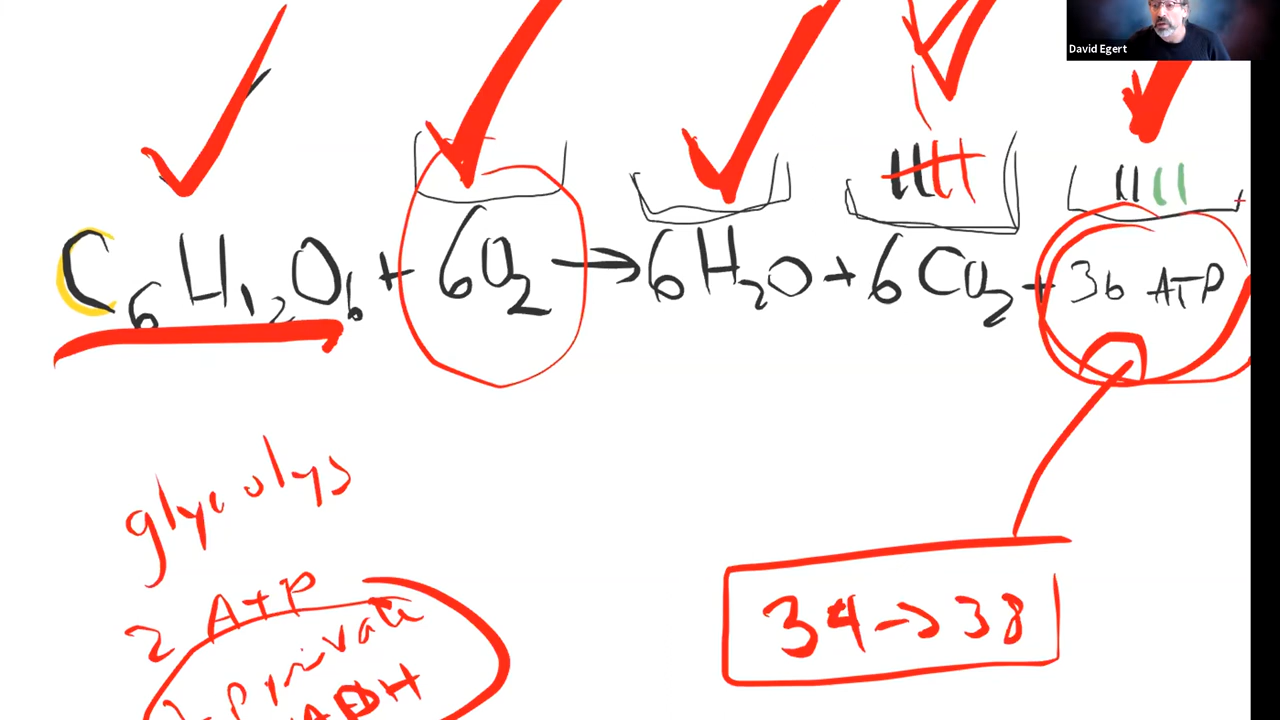 David Egert
C6H12O6 + 6O2 → 6H2O + 6CO2 + 36 ATP
glycolys
2 ATP
34 → 38